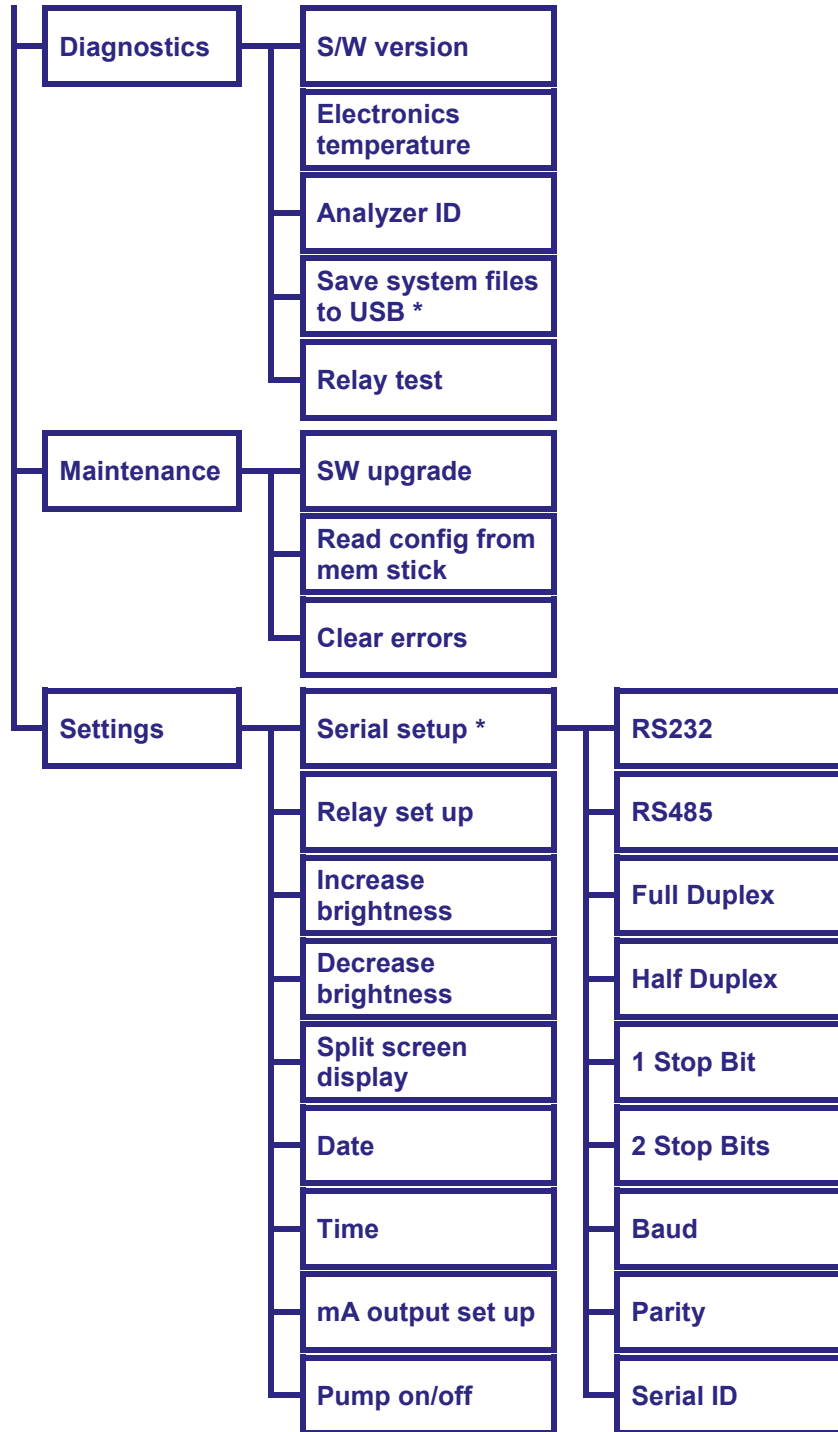 Diagnostics
S/W version
Electronics
temperature
Analyzer ID
Save system files
to USB *
Relay test
Maintenance
SW upgrade
Read config from
mem stick
Clear errors
Settings
Serial setup *
RS232
Relay set up
RS485
Increase
brightness
Full Duplex
Decrease
brightness
Half Duplex
Split screen
display
1 Stop Bit
Date
2 Stop Bits
Time
Baud
mA output set up
Parity
Pump on/off
Serial ID